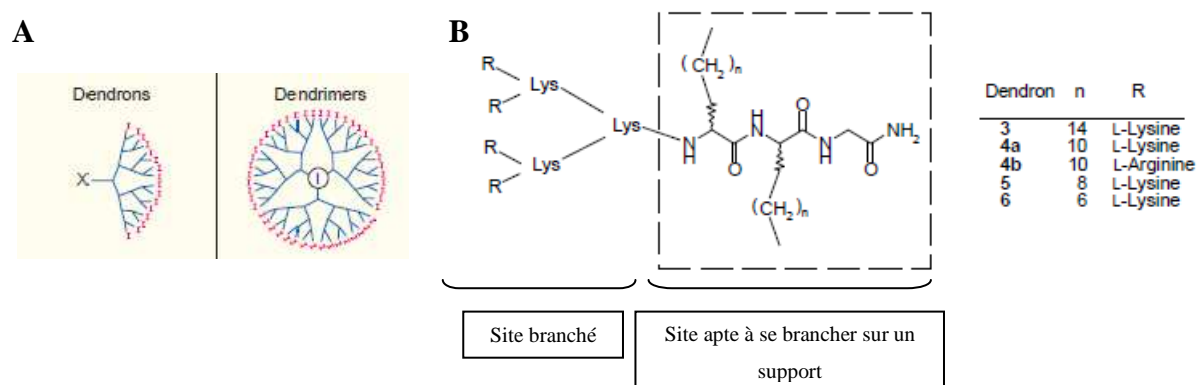 A
Dendrons
Dendrimers
X
I
B
R
R
Lys
R
R
Lys
Lys
(CH₂)n
N
H
O
H
N
O
N
H
O
NH₂
(CH₂)n
Dendron n R
3 14 L-Lysine
4a 10 L-Lysine
4b 10 L-Arginine
5 8 L-Lysine
6 6 L-Lysine
Site branché
Site apte à se brancher sur un
support